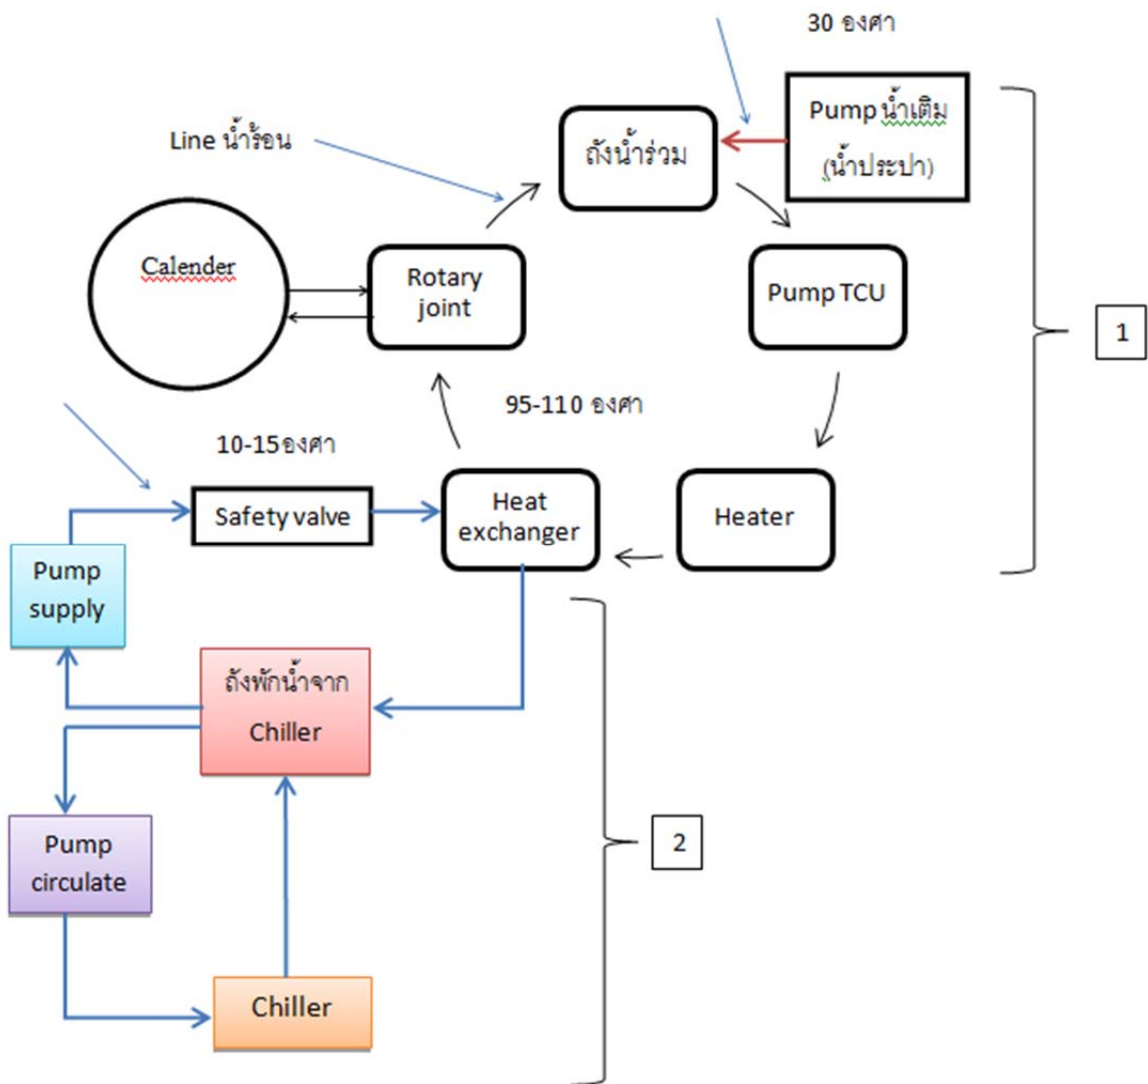 30 องศา
Pump น้ำเติม
(น้ำประปา)
ถังน้ำร่วม
Line น้ำร้อน
Calender
Rotary
joint
Pump TCU
1
95-110 องศา
10-15องศา
Safety valve
Heat
exchanger
Heater
Pump
supply
ถังพักน้ำจาก
Chiller
Pump
circulate
2
Chiller